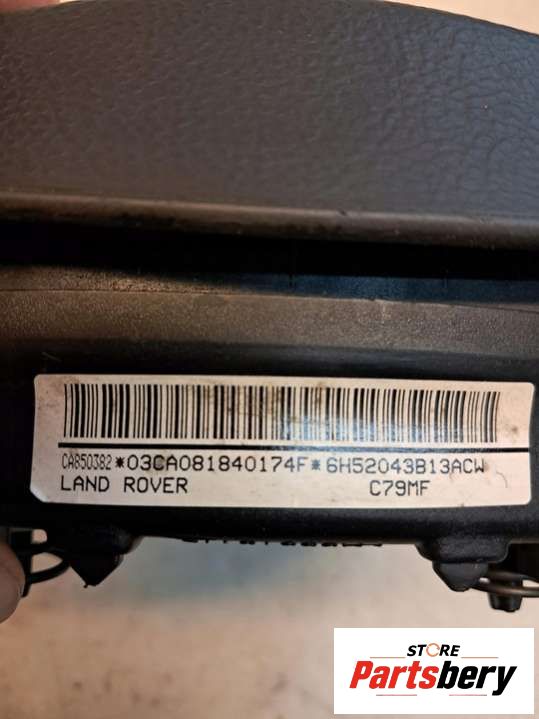 CA850382*03CA081840174F*6H52043B13ACW
LAND ROVER C79MF
STORE
Partsbery